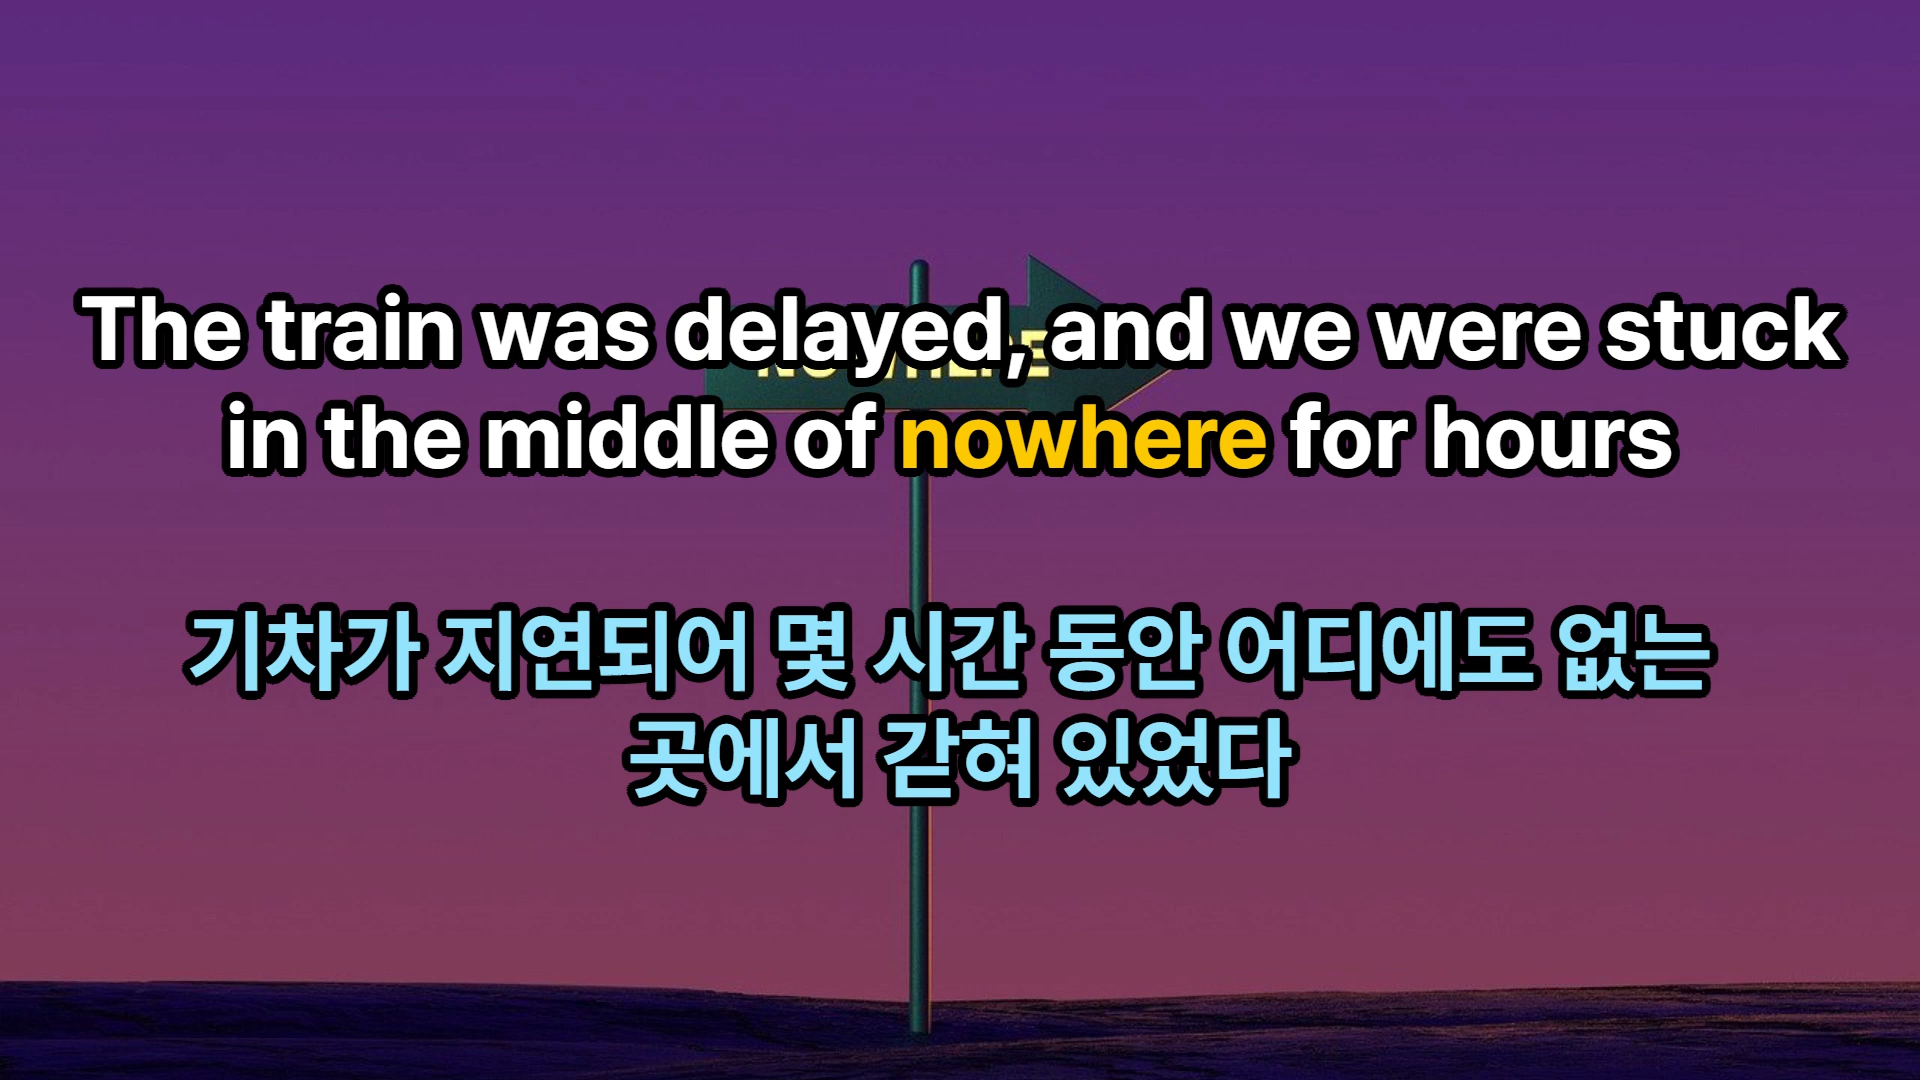 The train was delayed, and we were stuck
in the middle of nowhere for hours
기차가 지연되어 몇 시간 동안 어디에도 없는
곳에서 갇혀 있었다